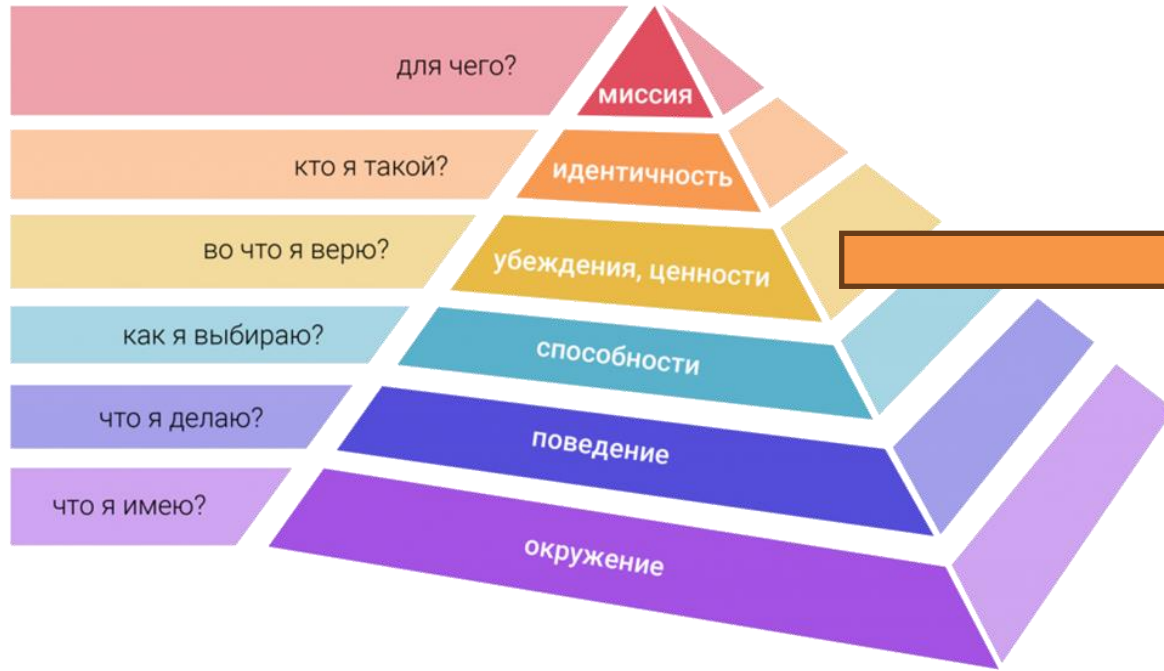 для чего?
миссия
кто я такой?
идентичность
во что я верю?
убеждения, ценности
как я выбираю?
способности
что я делаю?
поведение
что я имею?
окружение